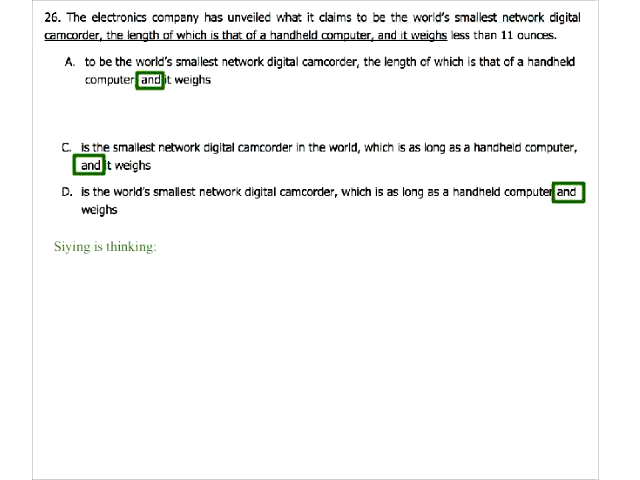 26. The electronics company has unveiled what it claims to be the world's smallest network digital
camcorder, the length of which is that of a handheld computer, and it weighs less than 11 ounces.
A. to be the world's smallest network digital camcorder, the length of which is that of a handheld
computer, and it weighs
C. is the smallest network digital camcorder in the world, which is as long as a handheld computer,
and it weighs
D. is the world's smallest network digital camcorder, which is as long as a handheld computer and
weighs
Siying is thinking: